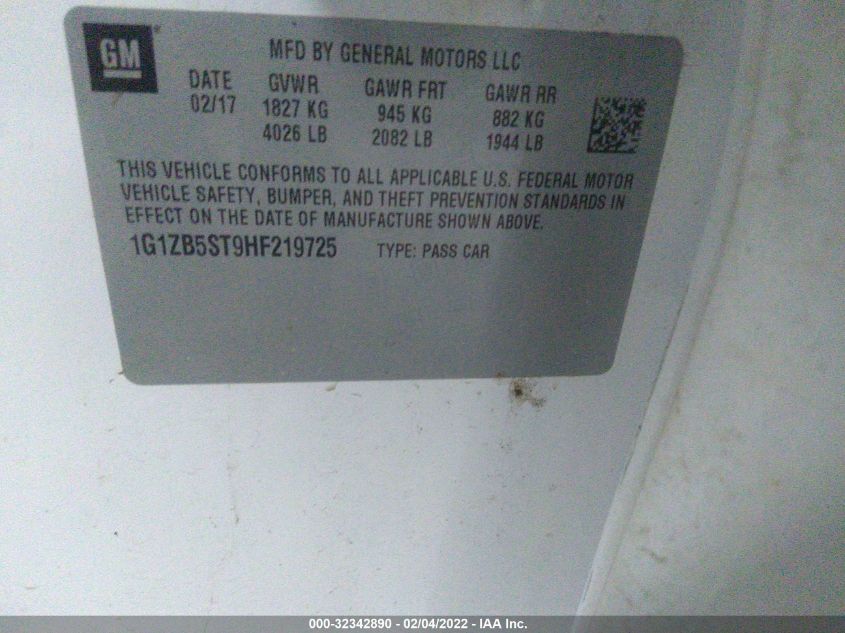 GM
MFD BY GENERAL MOTORS LLC
DATE GVWR GAWR FRT GAWR RR
02/17 1827 KG 945 KG 882 KG
4026 LB 2082 LB 1944 LB
THIS VEHICLE CONFORMS TO ALL APPLICABLE U.S. FEDERAL MOTOR
VEHICLE SAFETY, BUMPER, AND THEFT PREVENTION STANDARDS IN
EFFECT ON THE DATE OF MANUFACTURE SHOWN ABOVE.
1G1ZB5ST9HF219725 TYPE: PASS CAR
000-32342890 - 02/04/2022 - IAA Inc.